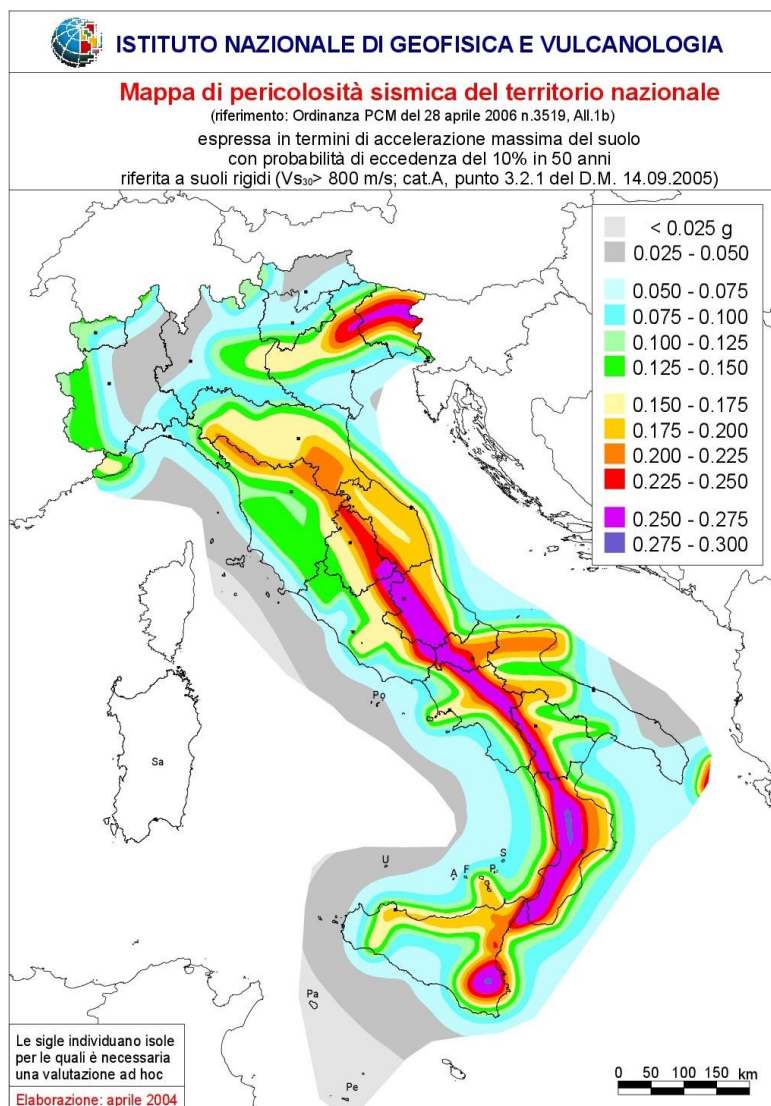 ISTITUTO NAZIONALE DI GEOFISICA E VULCANOLOGIA
Mappa di pericolosità sismica del territorio nazionale
(riferimento: Ordinanza PCM del 28 aprile 2006 n.3519, All.1b)
espressa in termini di accelerazione massima del suolo
con probabilità di eccedenza del 10% in 50 anni
riferita a suoli rigidi (Vs30> 800 m/s; cat.A, punto 3.2.1 del D.M. 14.09.2005)
< 0.025 g
0.025 - 0.050
0.050 - 0.075
0.075 - 0.100
0.100 - 0.125
0.125 - 0.150
0.150 - 0.175
0.175 - 0.200
0.200 - 0.225
0.225 - 0.250
0.250 - 0.275
0.275 - 0.300
Po
Sa
U
A
F
P
S
Pa
Pe
Le sigle individuano isole
per le quali è necessaria
una valutazione ad hoc
Elaborazione: aprile 2004
0 50 100 150 km